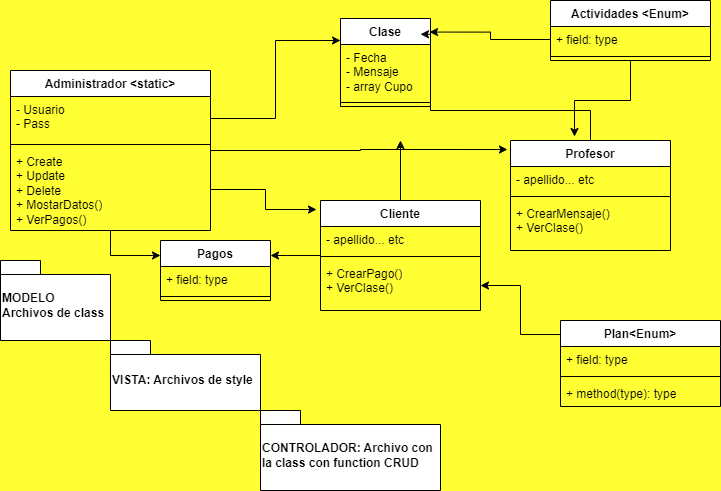 Actividades <Enum>
+ field: type
Clase
- Fecha
- Mensaje
- array Cupo
Administrador <static>
- Usuario
- Pass
+ Create
+ Update
+ Delete
+ MostarDatos()
+ VerPagos()
Profesor
- apellido... etc
+ CrearMensaje()
+ VerClase()
Cliente
- apellido... etc
+ CrearPago()
+ VerClase()
Pagos
+ field: type
Plan<Enum>
+ field: type
+ method(type): type
MODELO
Archivos de class
VISTA: Archivos de style
CONTROLADOR: Archivo con
la class con function CRUD